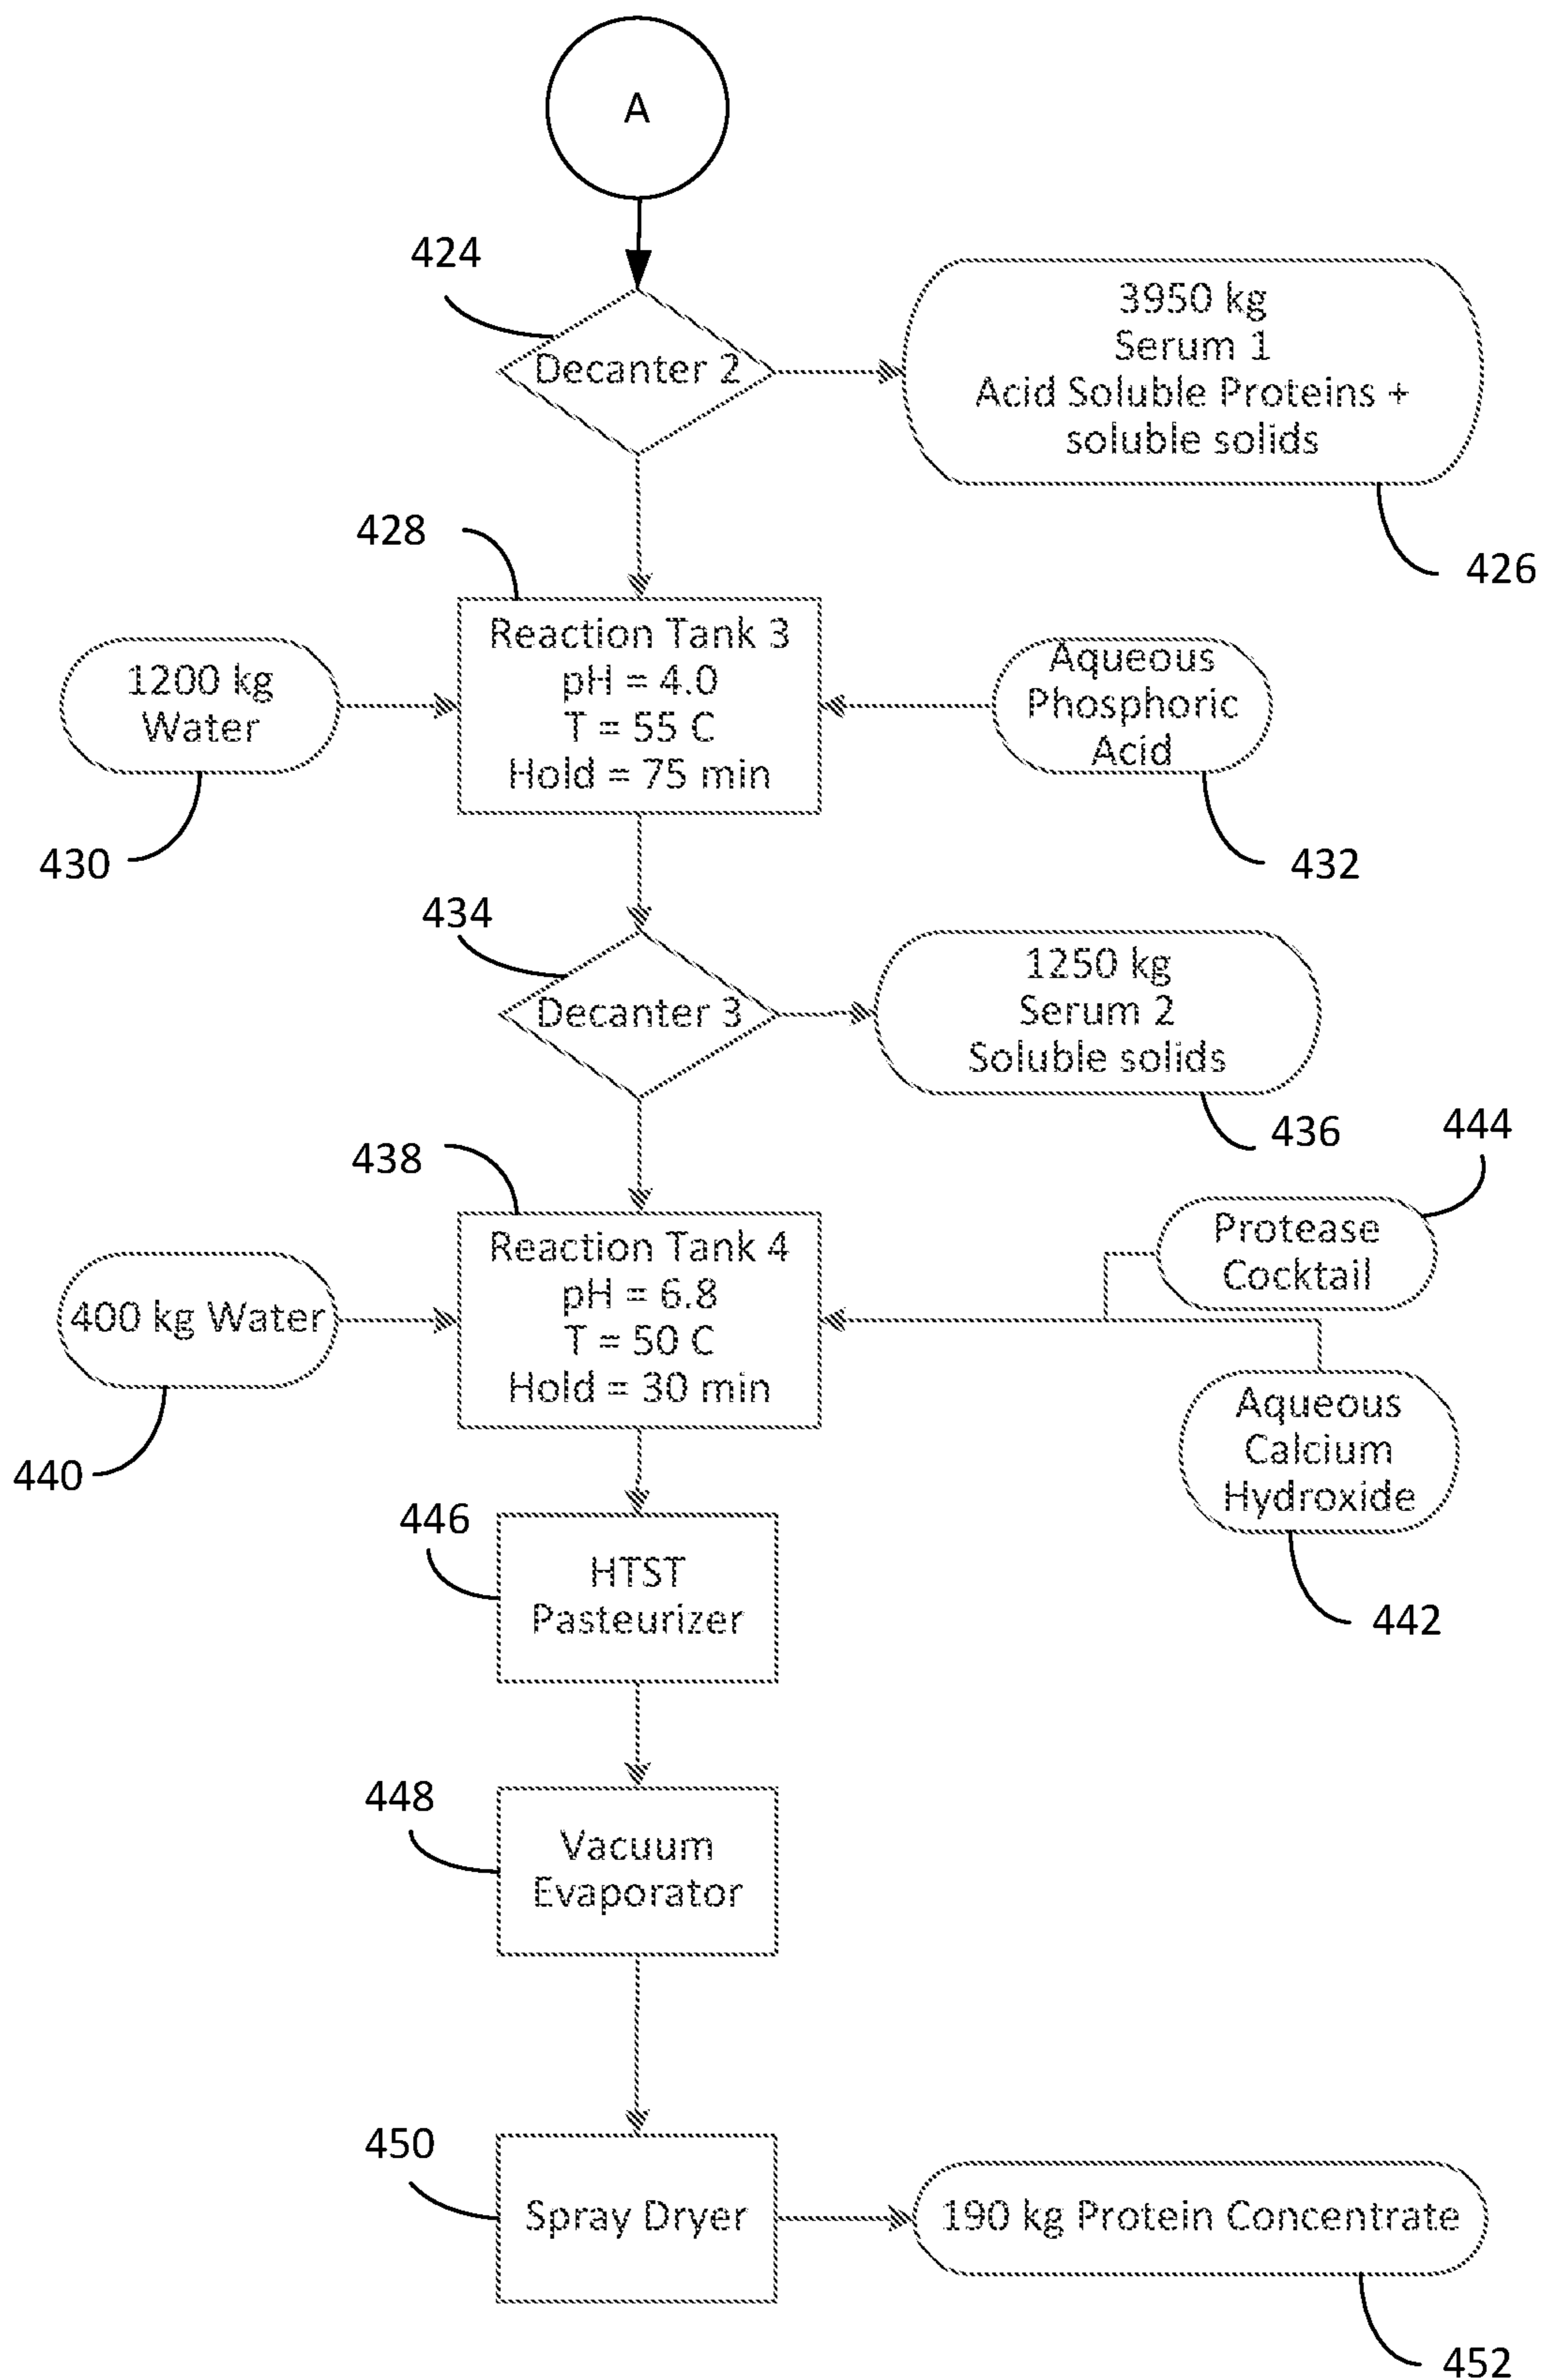 A
424
Decanter 2
3950 kg
Serum 1
Acid Soluble Proteins +
soluble solids
426
428
Reaction Tank 3
pH = 4.0
T = 55 C
Hold = 75 min
1200 kg
Water
430
Aqueous
Phosphoric
Acid
432
434
Decanter 3
1250 kg
Serum 2
Soluble solids
436
444
438
Reaction Tank 4
pH = 6.8
T = 50 C
Hold = 30 min
Protease
Cocktail
400 kg Water
440
Aqueous
Calcium
Hydroxide
442
446
HTST
Pasteurizer
448
Vacuum
Evaporator
450
Spray Dryer
190 kg Protein Concentrate
452